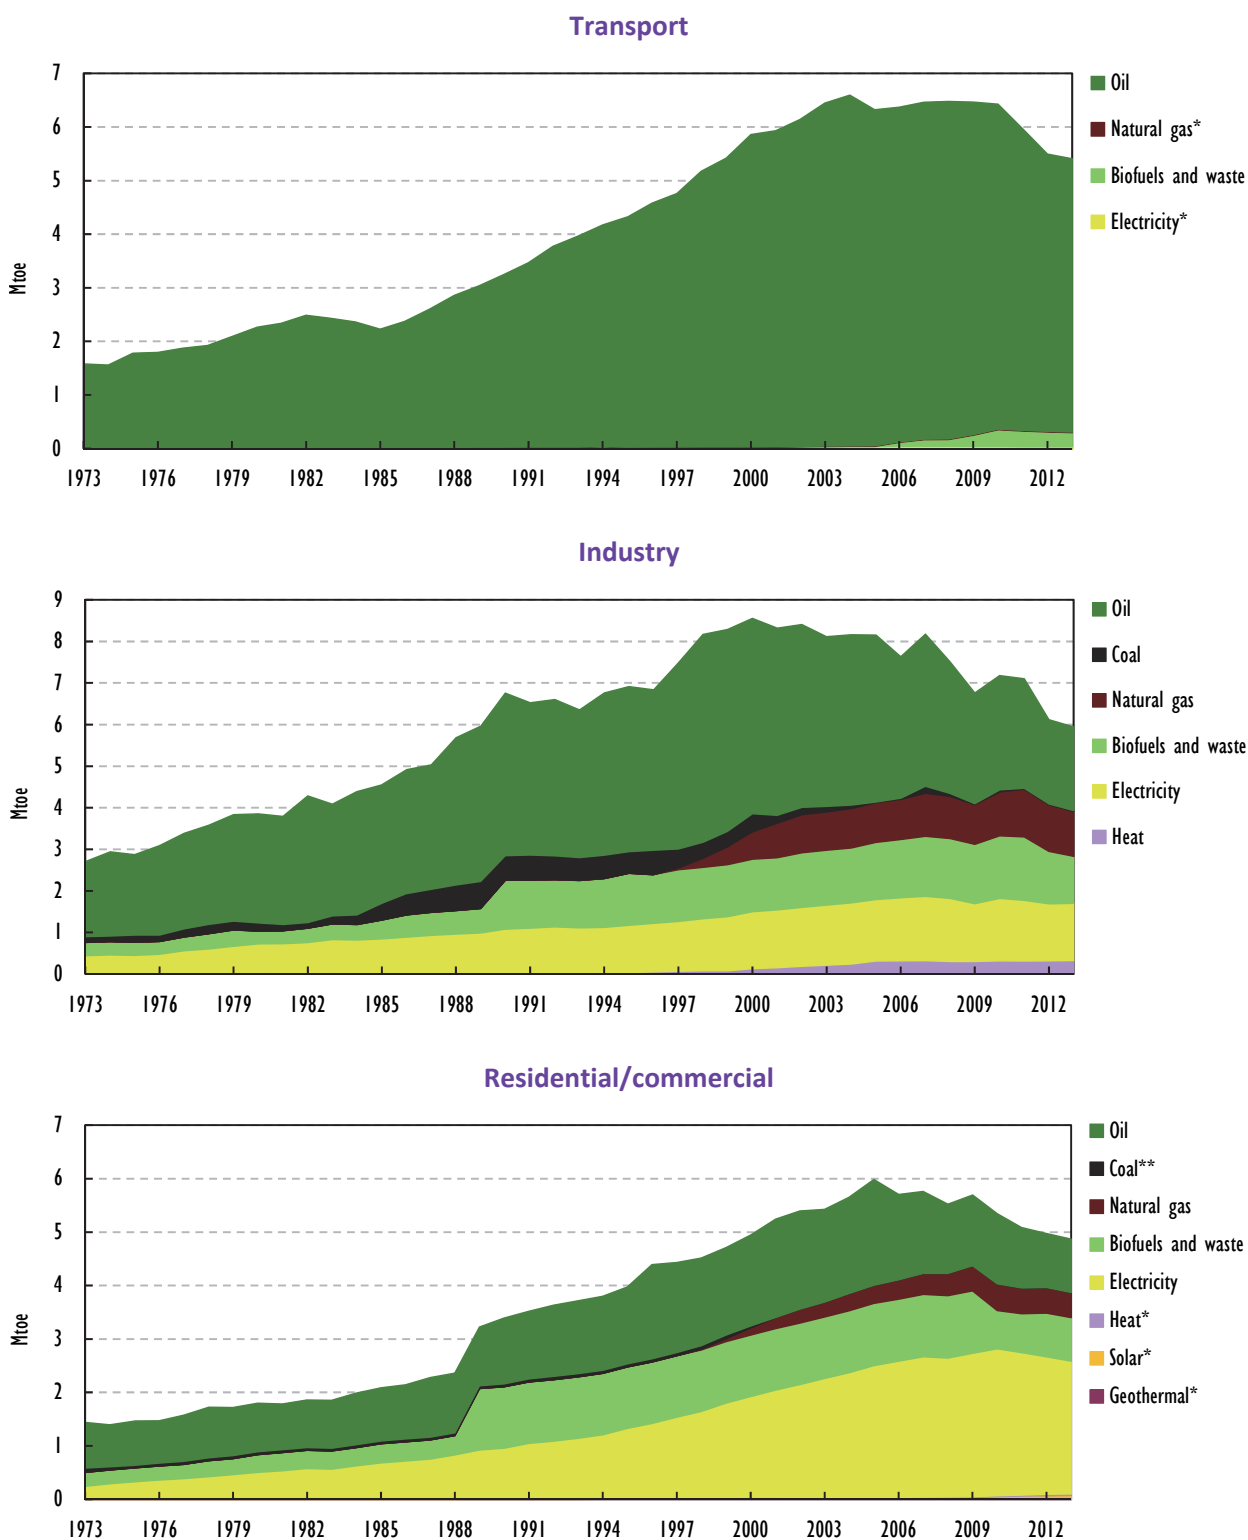 Transport
7
6
5
4
3
2
1
0
Mtoe
1973 1976 1979 1982 1985 1988 1991 1994 1997 2000 2003 2006 2009 2012
Oil
Natural gas*
Biofuels and waste
Electricity*
Industry
9
8
7
6
5
4
3
2
1
0
Mtoe
1973 1976 1979 1982 1985 1988 1991 1994 1997 2000 2003 2006 2009 2012
Oil
Coal
Natural gas
Biofuels and waste
Electricity
Heat
Residential/commercial
7
6
5
4
3
2
1
0
Mtoe
1973 1976 1979 1982 1985 1988 1991 1994 1997 2000 2003 2006 2009 2012
Oil
Coal**
Natural gas
Biofuels and waste
Electricity
Heat*
Solar*
Geothermal*